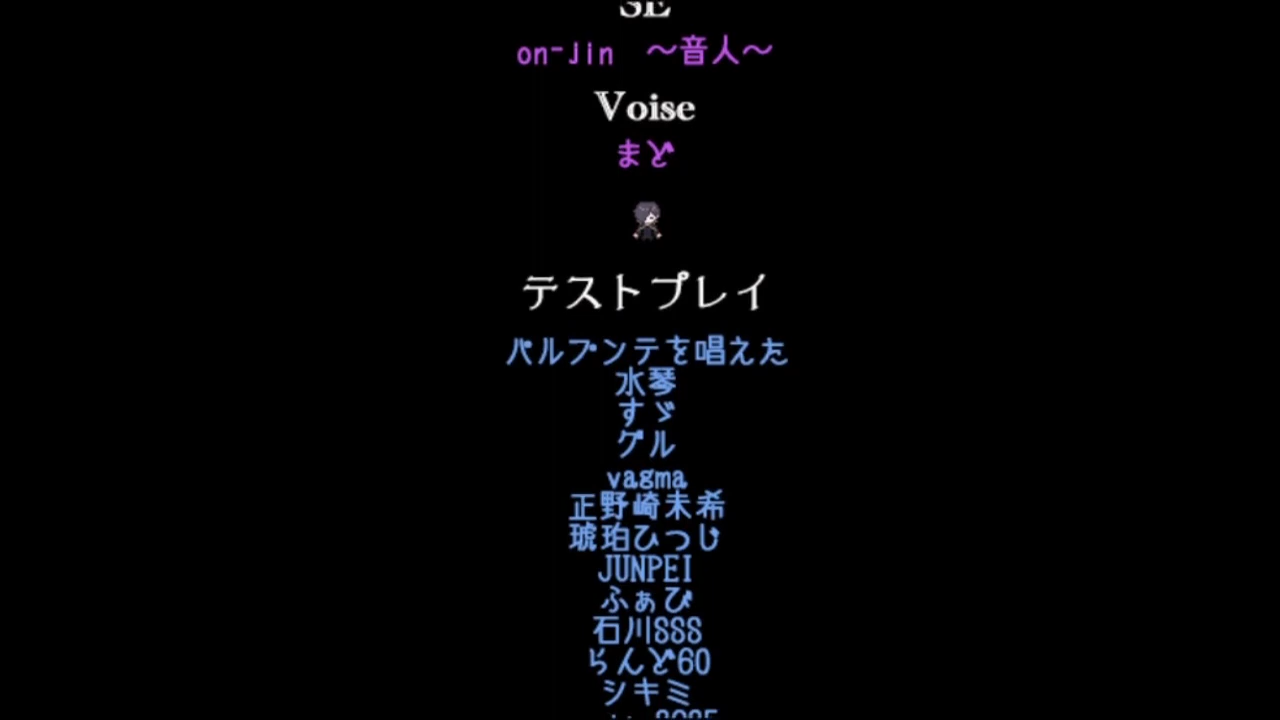 SE
on-Jin　～音人～
Voise
まど
テストプレイ
パルプンテを唱えた
水琴
すゞ
グル
vagma
正野崎未希
琥珀ひつじ
JUNPEI
ふぁび
石川SSS
らんど60
シキミ